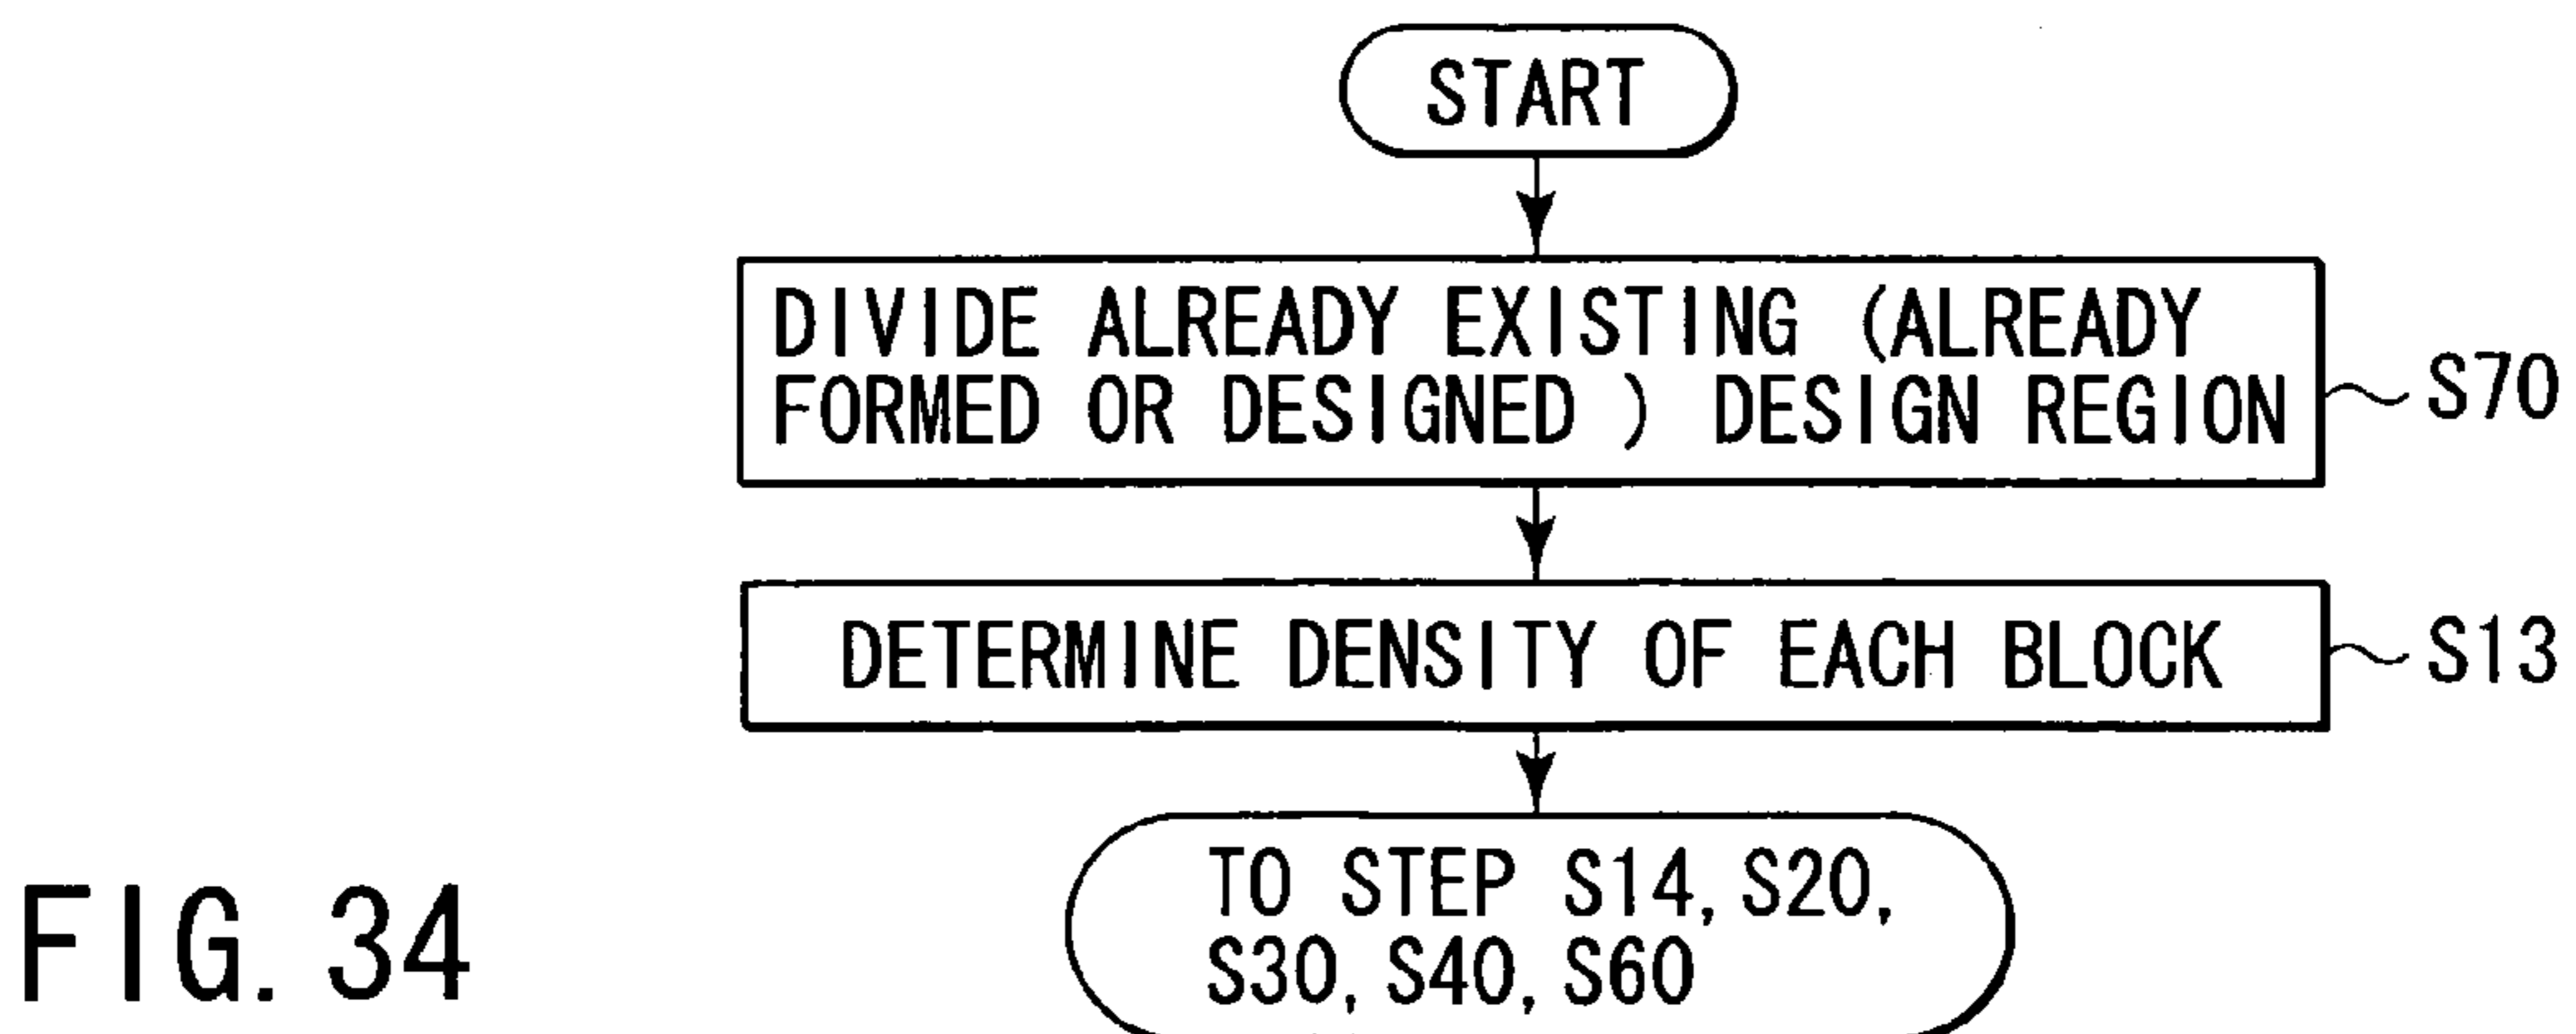 START
DIVIDE ALREADY EXISTING (ALREADY
FORMED OR DESIGNED ) DESIGN REGION
S70
DETERMINE DENSITY OF EACH BLOCK
S13
TO STEP S14, S20,
S30, S40, S60
FIG. 34